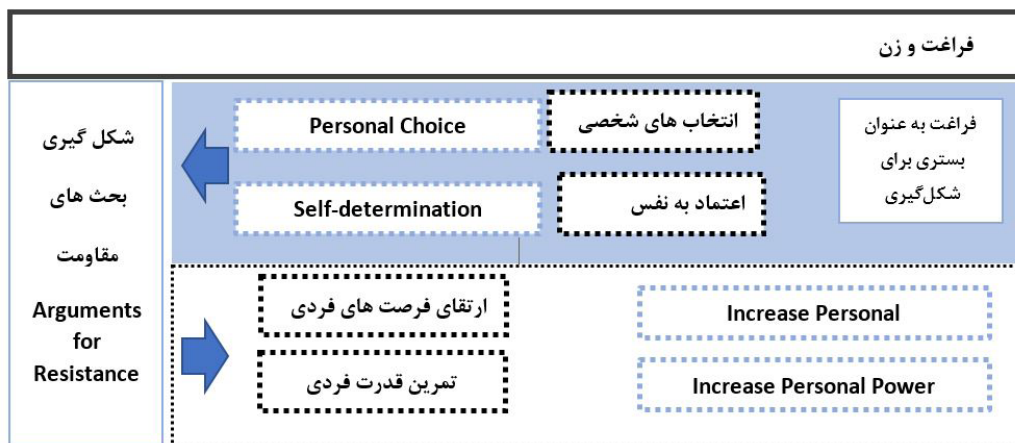 فراغت و زن
فراغت به عنوان
بستری برای
شکل‌گیری
انتخاب های شخصی
Personal Choice
اعتماد به نفس
Self-determination
شکل گیری
بحث های
مقاومت
Arguments
for
Resistance
ارتقای فرصت های فردی
Increase Personal
تمرین قدرت فردی
Increase Personal Power